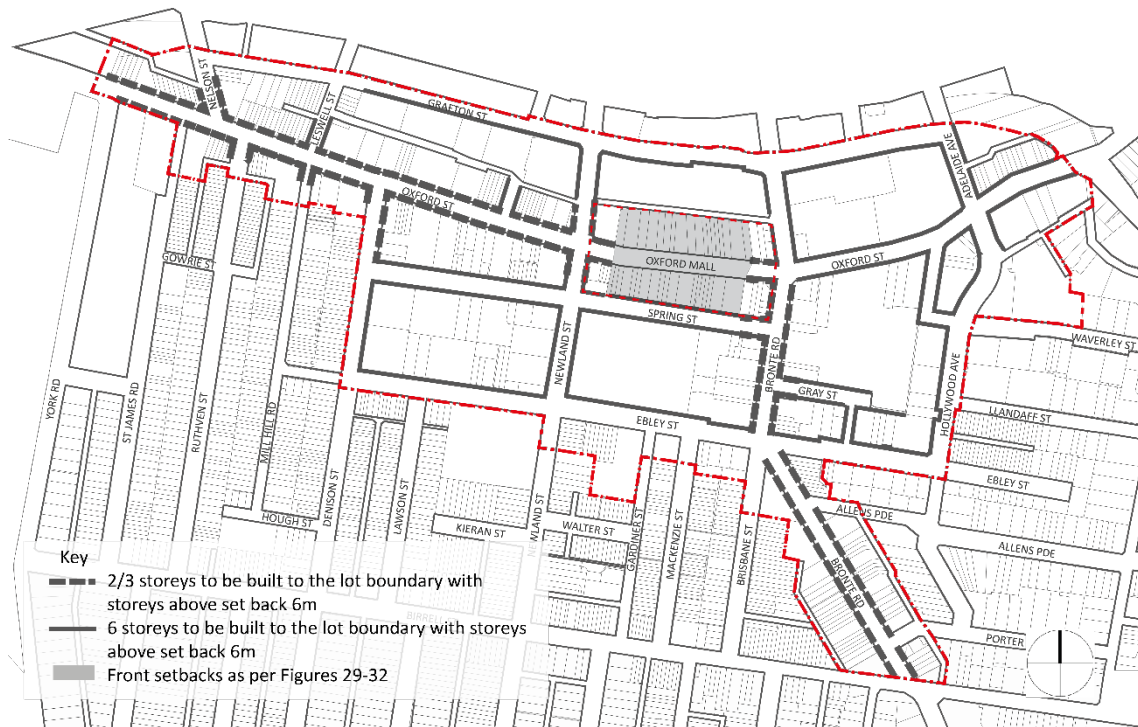 NELSON ST
LESWELL ST
GRAFTON ST
ADELAIDE AVE
OXFORD ST
OXFORD MALL
OXFORD ST
GOWRIE ST
SPRING ST
WAVERLEY ST
NEWLAND ST
BRONTE RD
HOLLYWOOD AVE
GRAY ST
YORK RD
ST JAMES RD
RUTHVEN ST
MILL HILL RD
LLANDAFF ST
EBLEY ST
EBLEY ST
DENISON ST
LAWSON ST
HOUGH ST
KIERAN ST
NEWLAND ST
WALTER ST
GARDINER ST
MACKENZIE ST
BRISBANE ST
ALLENS PDE
ALLENS PDE
BRONTE RD
PORTER
Key
2/3 storeys to be built to the lot boundary with
storeys above set back 6m
6 storeys to be built to the lot boundary with storeys
above set back 6m
Front setbacks as per Figures 29-32